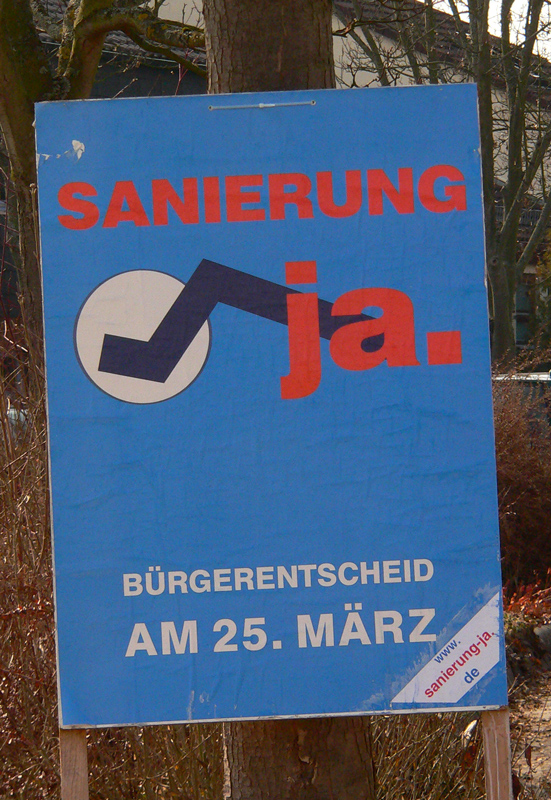 SANIERUNG
ja.
BÜRGERENTSCHEID
AM 25. MÄRZ
www.
sanierung-ja.
de